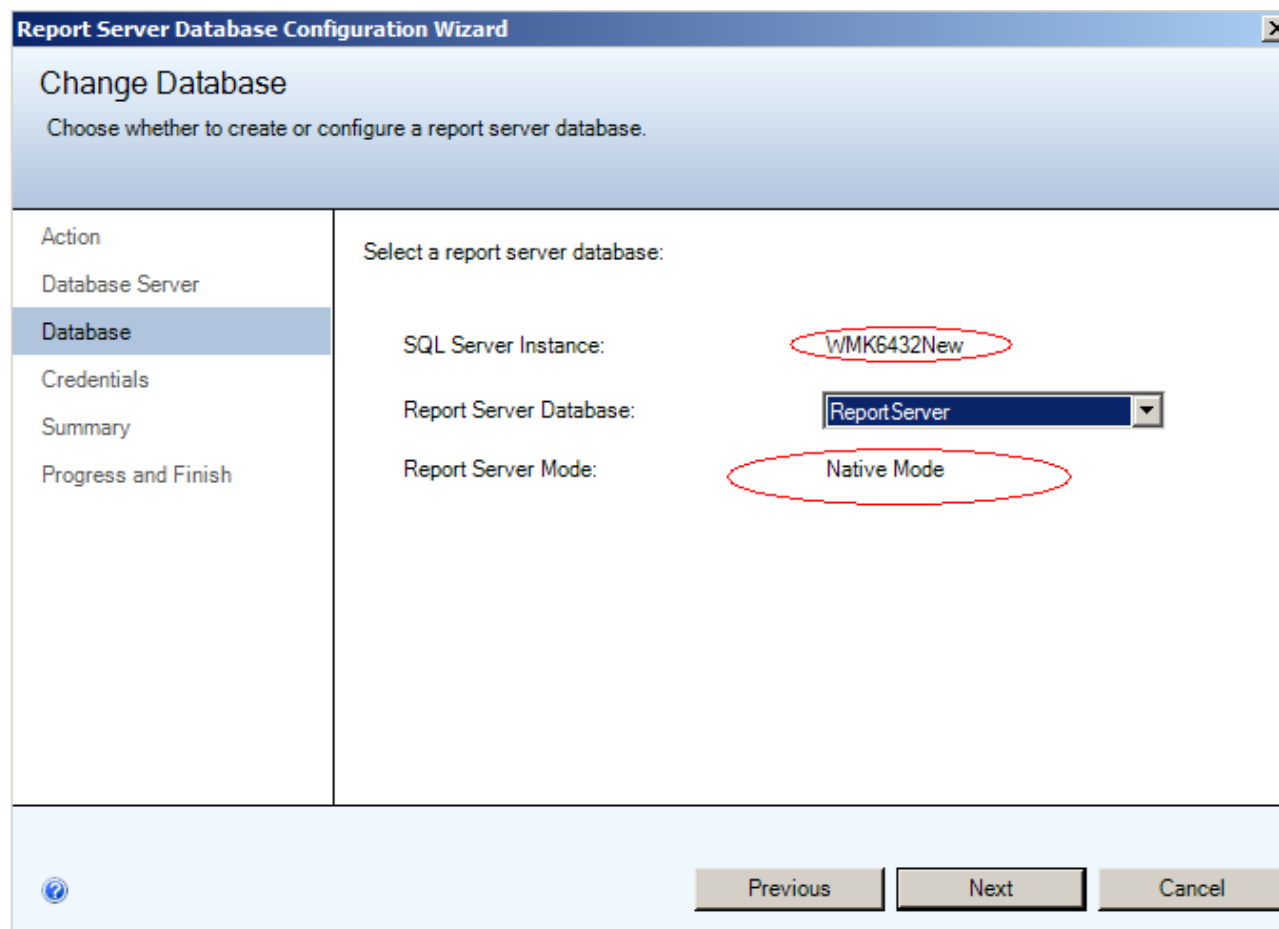 Report Server Database Configuration Wizard
Change Database
Choose whether to create or configure a report server database.
Action
Database Server
Database
Credentials
Summary
Progress and Finish
Select a report server database:
SQL Server Instance: WMK6432New
Report Server Database: ReportServer
Report Server Mode: Native Mode
Previous Next Cancel